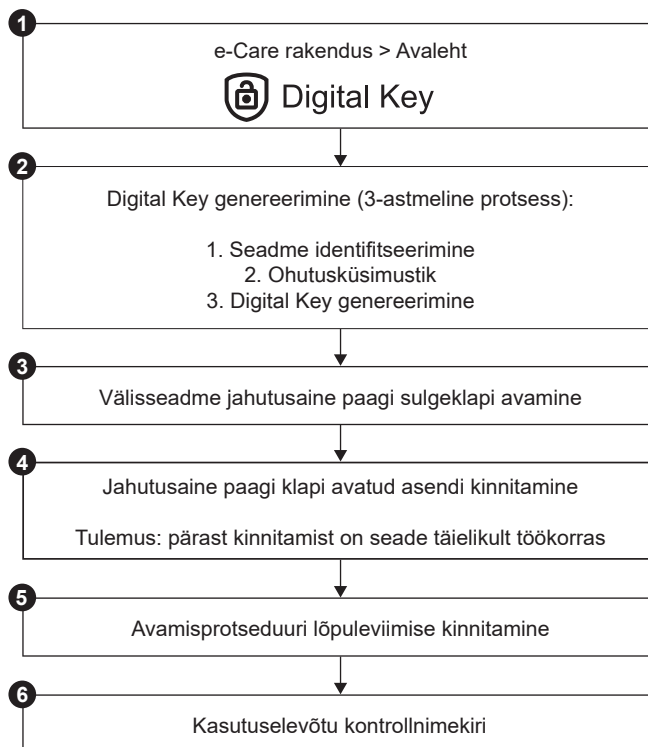 1
e-Care rakendus > Avaleht
Digital Key
2
Digital Key genereerimine (3-astmeline protsess):
1. Seadme identifitseerimine
2. Ohutusküsimustik
3. Digital Key genereerimine
3
Välisseadme jahutusaine paagi sulgeklapi avamine
4
Jahutusaine paagi klapi avatud asendi kinnitamine
Tulemus: pärast kinnitamist on seade täielikult töökorras
5
Avamisprotseduuri lõpuleviimise kinnitamine
6
Kasutuselevõtu kontrollnimekiri